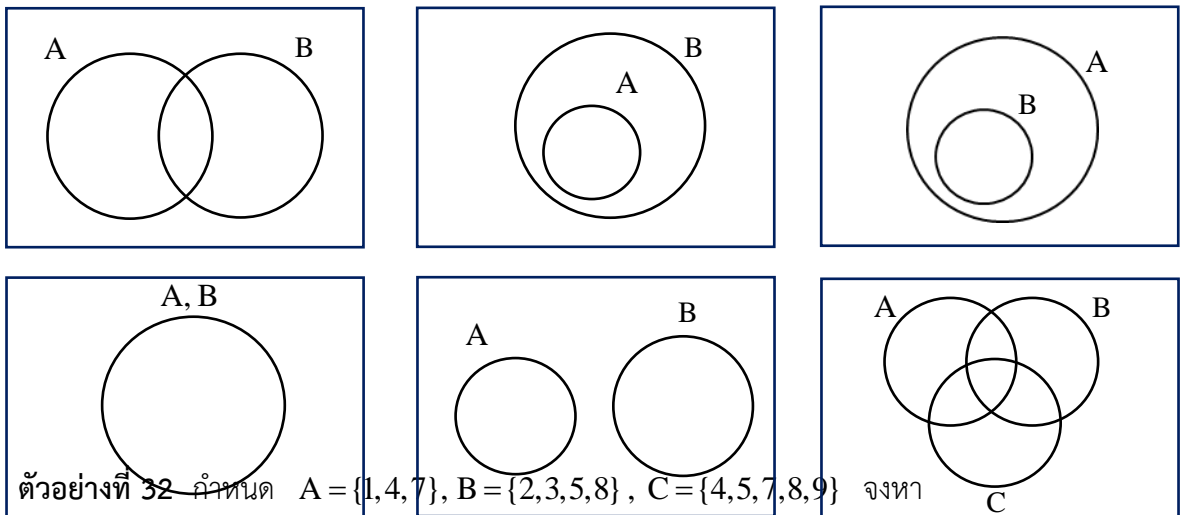 A B
B
A
A
B
A, B
A
B
A B
C
ตัวอย่างที่ 32 กำหนด A = {1,4,7}, B = {2,3,5,8} , C = {4,5,7,8,9} จงหา